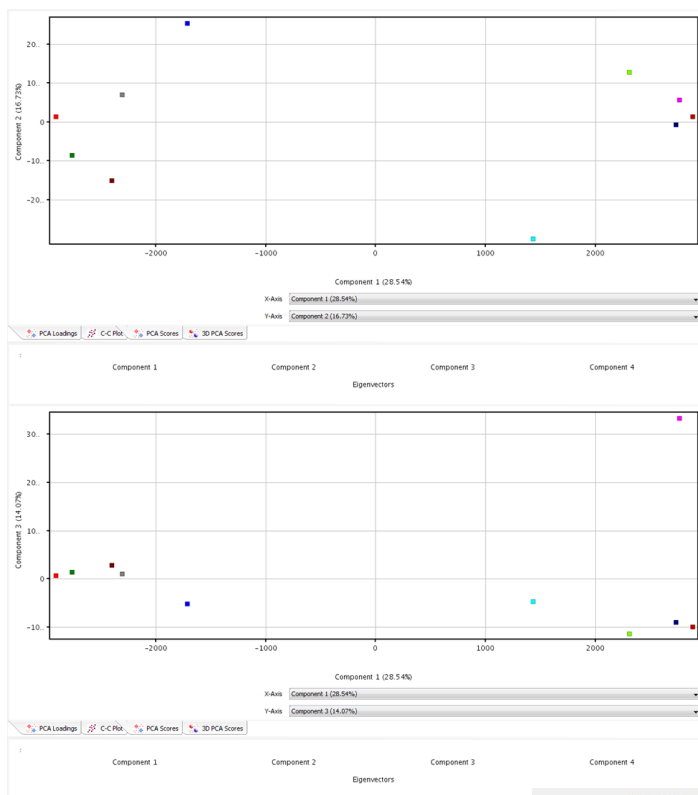 20..
10..
0
-10..
-20..
Component 2 (16.73%)
-2000 -1000 0 1000 2000
Component 1 (28.54%)
X-Axis Component 1 (28.54%)
Y-Axis Component 2 (16.73%)
PCA Loadings C-C Plot PCA Scores 3D PCA Scores
:
Component 1 Component 2 Component 3 Component 4
Eigenvectors
30..
20..
10..
0
-10..
Component 3 (14.07%)
-2000 -1000 0 1000 2000
Component 1 (28.54%)
X-Axis Component 1 (28.54%)
Y-Axis Component 3 (14.07%)
PCA Loadings C-C Plot PCA Scores 3D PCA Scores
:
Component 1 Component 2 Component 3 Component 4
Eigenvectors